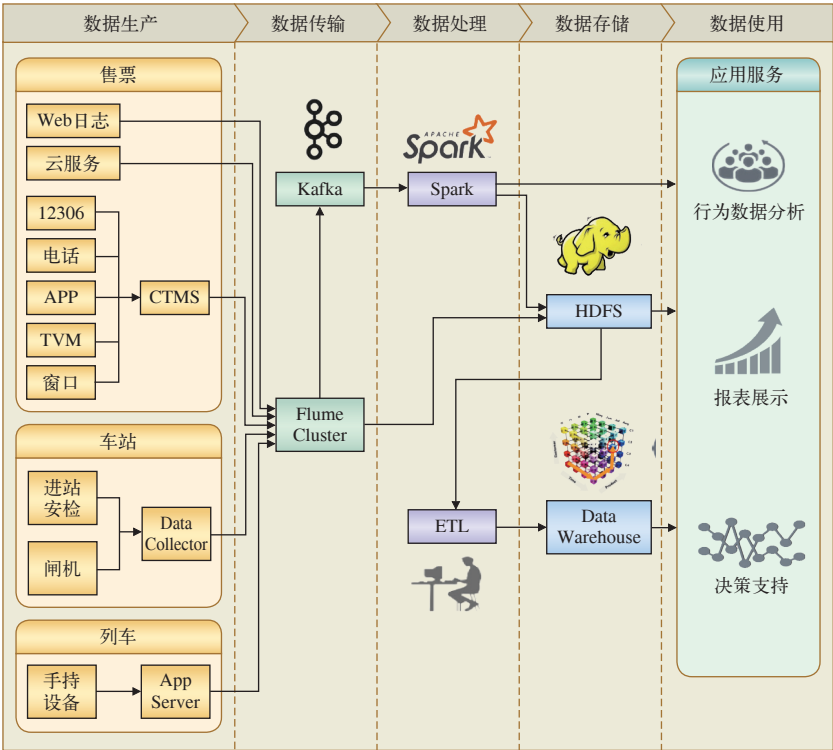 数据生产
数据传输
数据处理
数据存储
数据使用
售票
Web日志
云服务
12306
电话
APP
TVM
窗口
CTMS
车站
进站
安检
闸机
Data
Collector
列车
手持
设备
App
Server
Kafka
Flume
Cluster
APACHE
Spark
Spark
ETL
HDFS
Data
Warehouse
应用服务
行为数据分析
报表展示
决策支持